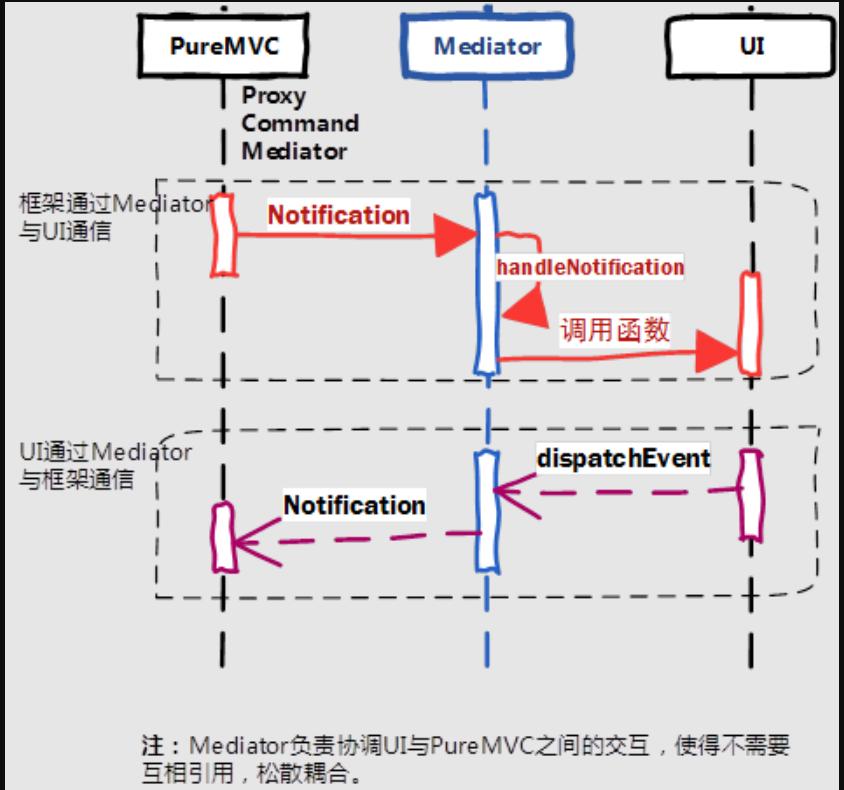 PureMVC
Mediator
UI
Proxy
Command
Mediator
框架通过Mediator
与UI通信
Notification
handleNotification
调用函数
UI通过Mediator
与框架通信
dispatchEvent
Notification
注：Mediator负责协调UI与PureMVC之间的交互，使得不需要
互相引用，松散耦合。